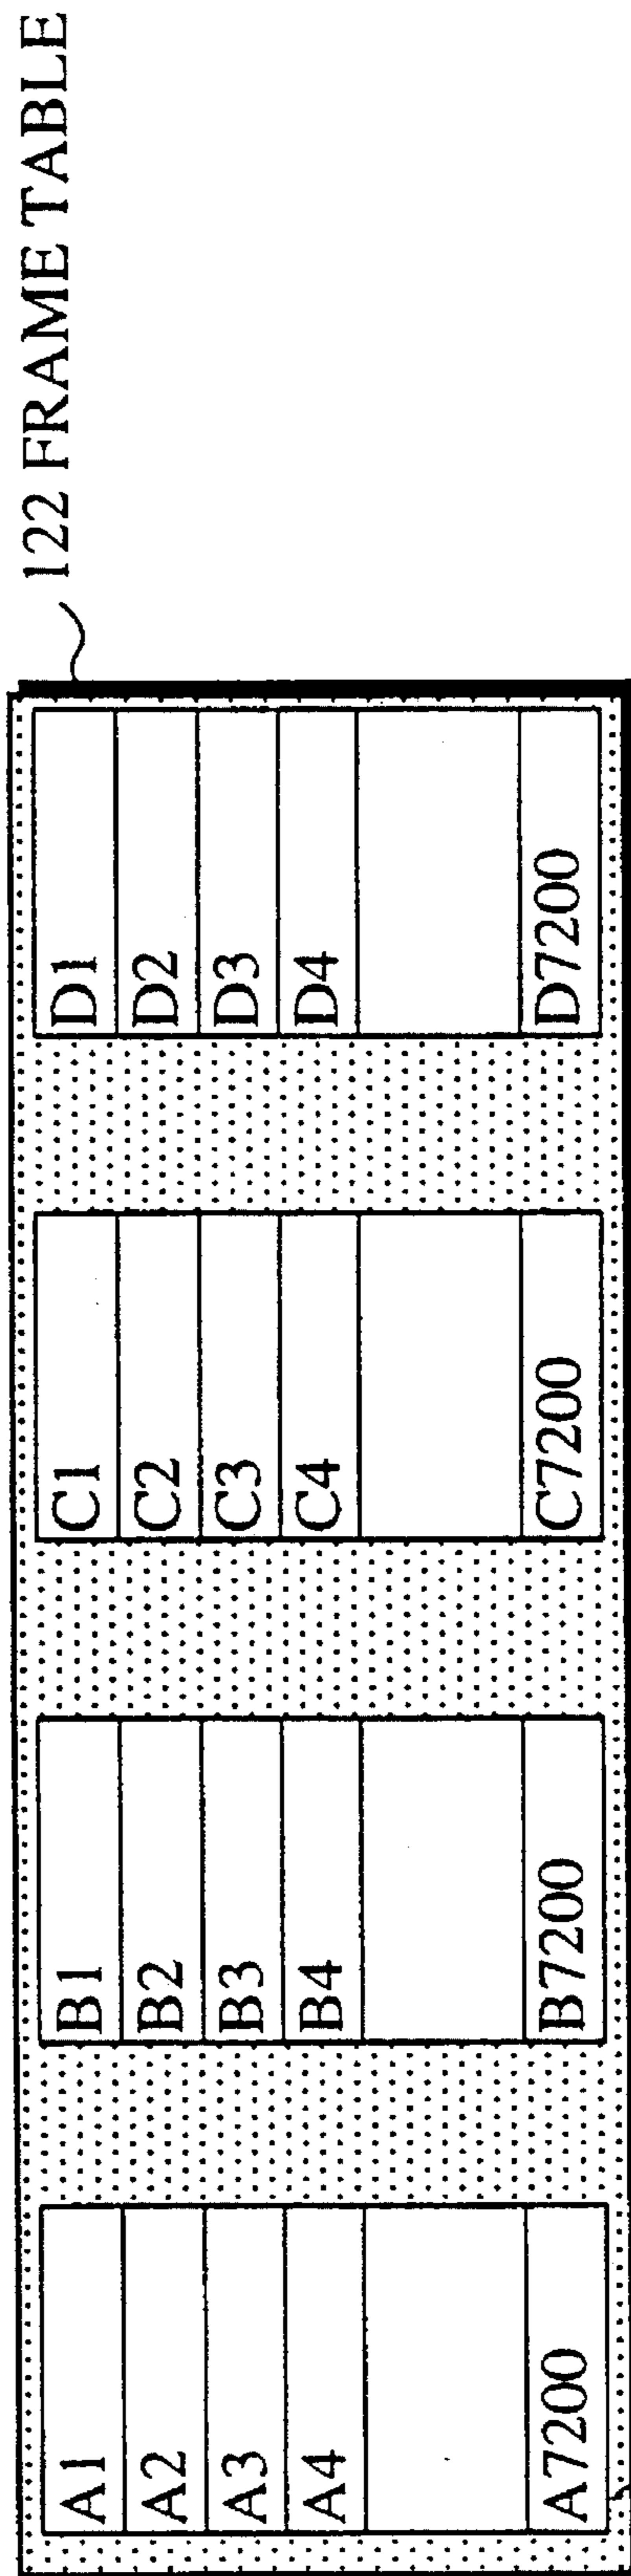 122 FRAME TABLE
A1 B1 C1 D1
A2 B2 C2 D2
A3 B3 C3 D3
A4 B4 C4 D4
A7200 B7200 C7200 D7200